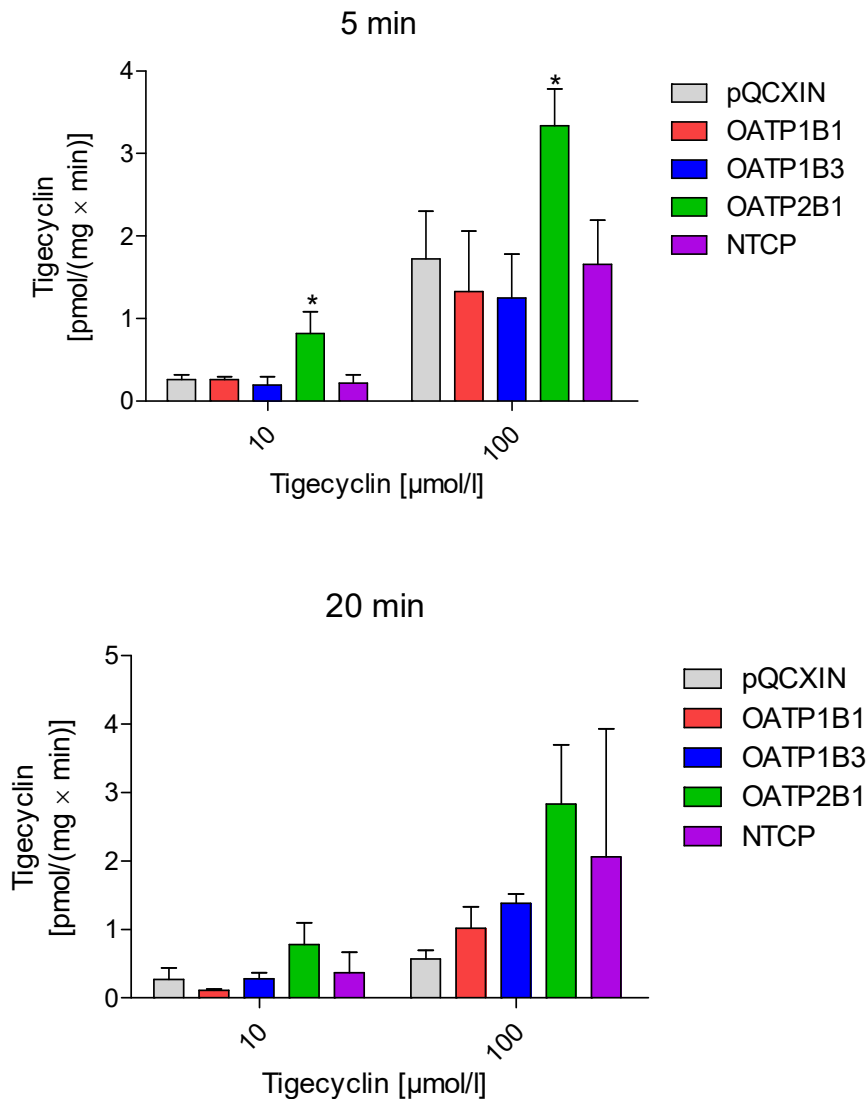 5 min
4
3
2
1
0
Tigecyclin
[pmol/(mg × min)]
*
*
10
100
Tigecyclin [µmol/l]
pQCXIN
OATP1B1
OATP1B3
OATP2B1
NTCP
20 min
5
4
3
2
1
0
Tigecyclin
[pmol/(mg × min)]
10
100
Tigecyclin [µmol/l]
pQCXIN
OATP1B1
OATP1B3
OATP2B1
NTCP